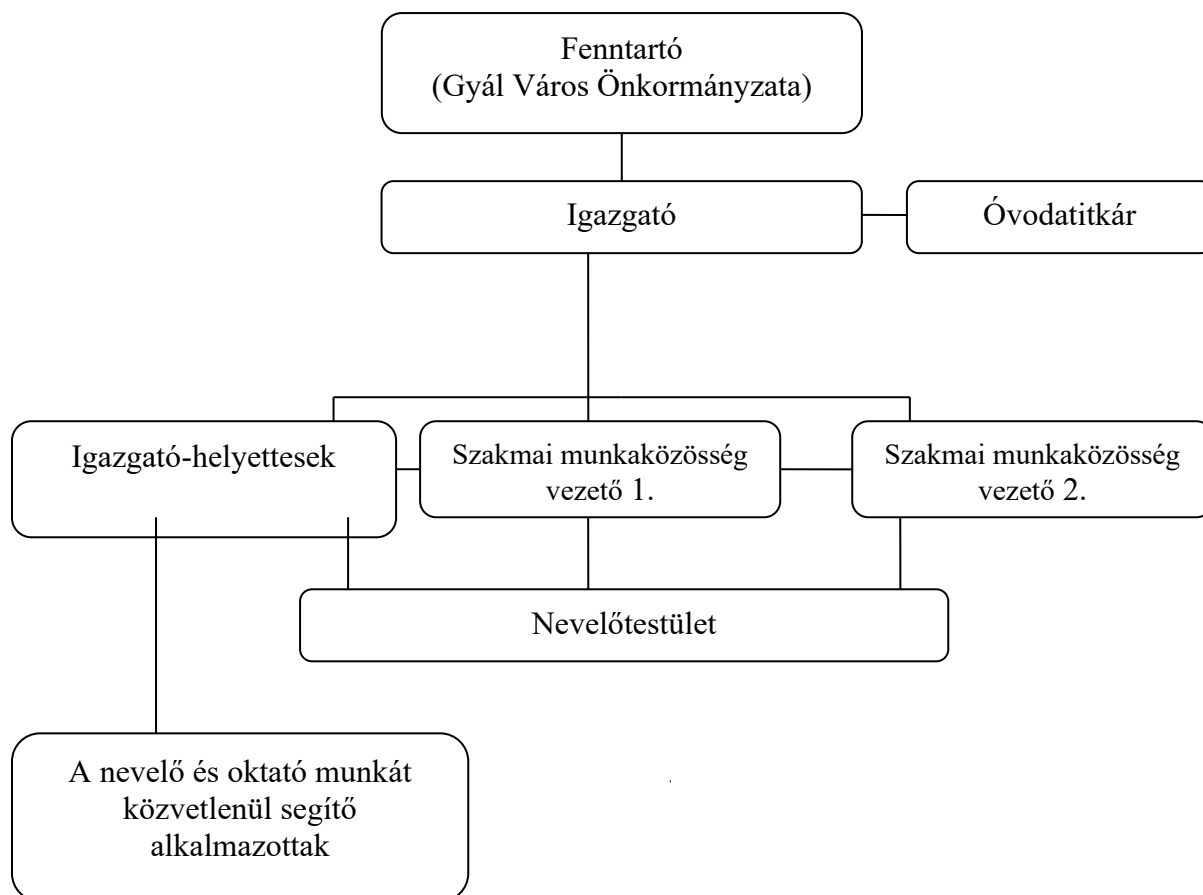 Fenntartó
(Gyál Város Önkormányzata)
Igazgató
Óvodatitkár
Igazgató-helyettesek
Szakmai munkaközösség
vezető 1.
Szakmai munkaközösség
vezető 2.
Nevelőtestület
A nevelő és oktató munkát
közvetlenül segítő
alkalmazottak